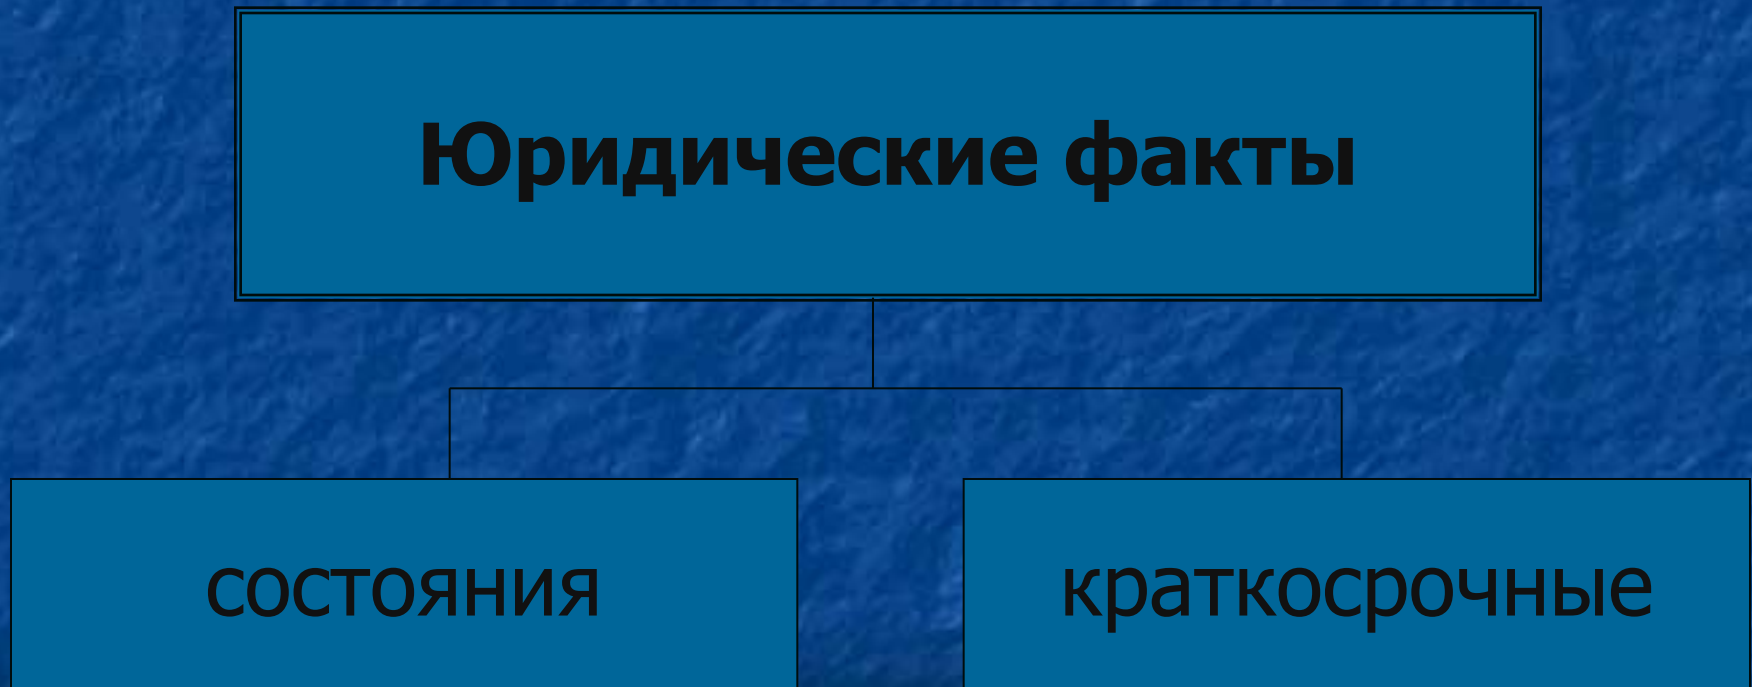 Юридические факты
состояния
краткосрочные